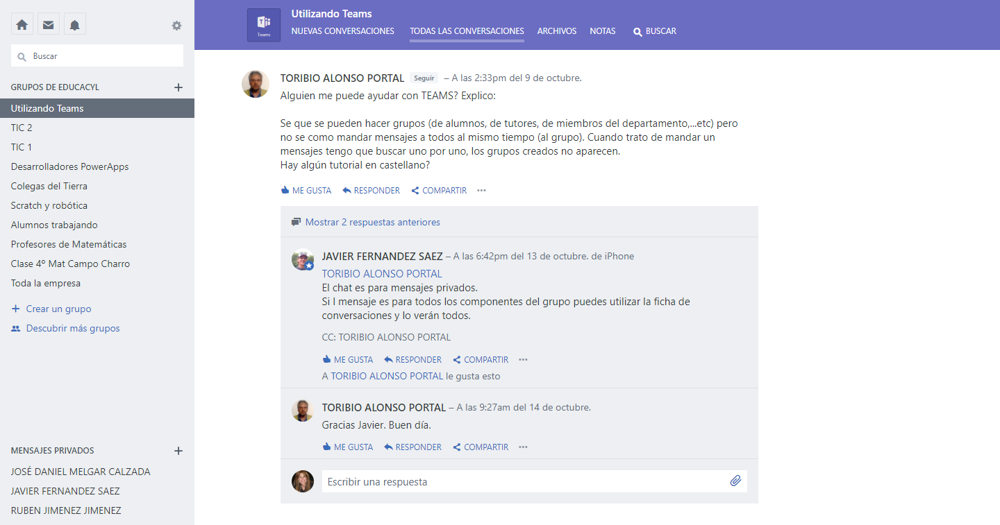 Buscar
GRUPOS DE EDUCACYL
Utilizando Teams
TIC 2
TIC 1
Desarrolladores PowerApps
Colegas del Tierra
Scratch y robótica
Alumnos trabajando
Profesores de Matemáticas
Clase 4º Mat Campo Charro
Toda la empresa
Crear un grupo
Descubrir más grupos
MENSAJES PRIVADOS
JOSÉ DANIEL MELGAR CALZADA
JAVIER FERNANDEZ SAEZ
RUBEN JIMENEZ JIMENEZ
T
Teams
Utilizando Teams
NUEVAS CONVERSACIONES TODAS LAS CONVERSACIONES ARCHIVOS NOTAS BUSCAR
TORIBIO ALONSO PORTAL Seguir – A las 2:33pm del 9 de octubre.
Alguien me puede ayudar con TEAMS? Explico:
Se que se pueden hacer grupos (de alumnos, de tutores, de miembros del departamento,...etc) pero
no se como mandar mensajes a todos al mismo tiempo (al grupo). Cuando trato de mandar un
mensajes tengo que buscar uno por uno, los grupos creados no aparecen.
Hay algún tutorial en castellano?
ME GUSTA RESPONDER COMPARTIR ···
Mostrar 2 respuestas anteriores
JAVIER FERNANDEZ SAEZ – A las 6:42pm del 13 de octubre. de iPhone
TORIBIO ALONSO PORTAL
El chat es para mensajes privados.
Si l mensaje es para todos los componentes del grupo puedes utilizar la ficha de
conversaciones y lo verán todos.
CC: TORIBIO ALONSO PORTAL
ME GUSTA RESPONDER COMPARTIR ···
A TORIBIO ALONSO PORTAL le gusta esto
TORIBIO ALONSO PORTAL – A las 9:27am del 14 de octubre.
Gracias Javier. Buen día.
ME GUSTA RESPONDER COMPARTIR ···
Escribir una respuesta